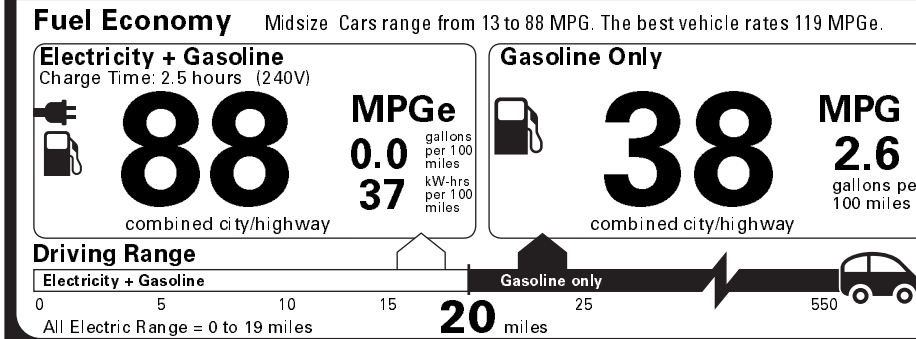 Fuel Economy Midsize Cars range from 13 to 88 MPG. The best vehicle rates 119 MPGe.
Electricity + Gasoline
Charge Time: 2.5 hours (240V)
88
MPGe
0.0 gallons
per 100
miles
37 kW-hrs
per 100
miles
combined city/highway
Gasoline Only
38
MPG
2.6
gallons pe
100 miles
combined city/highway
Driving Range
Electricity + Gasoline
Gasoline only
0 5 10 15 20 miles 25 550
All Electric Range = 0 to 19 miles